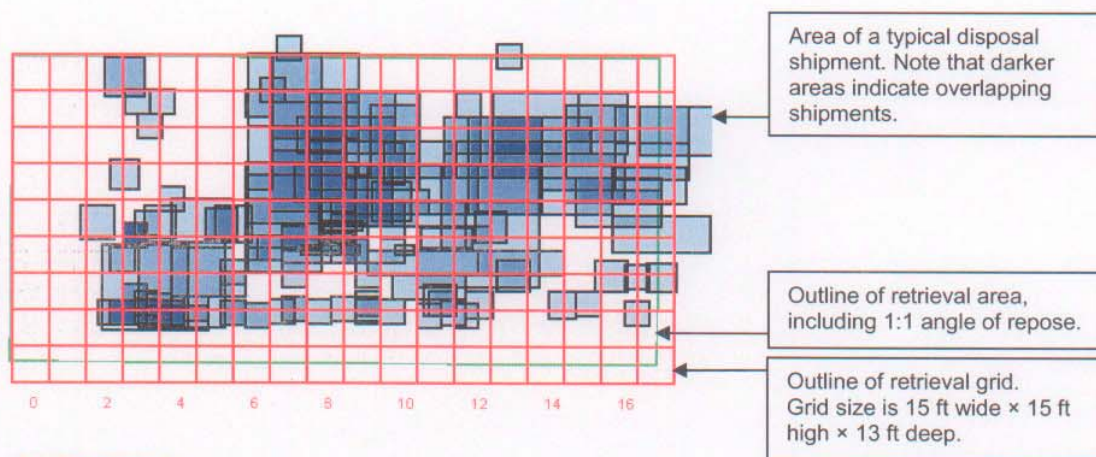 Area of a typical disposal
shipment. Note that darker
areas indicate overlapping
shipments.
Outline of retrieval area,
including 1:1 angle of repose.
Outline of retrieval grid.
Grid size is 15 ft wide × 15 ft
high × 13 ft deep.
0 2 4 6 8 10 12 14 16